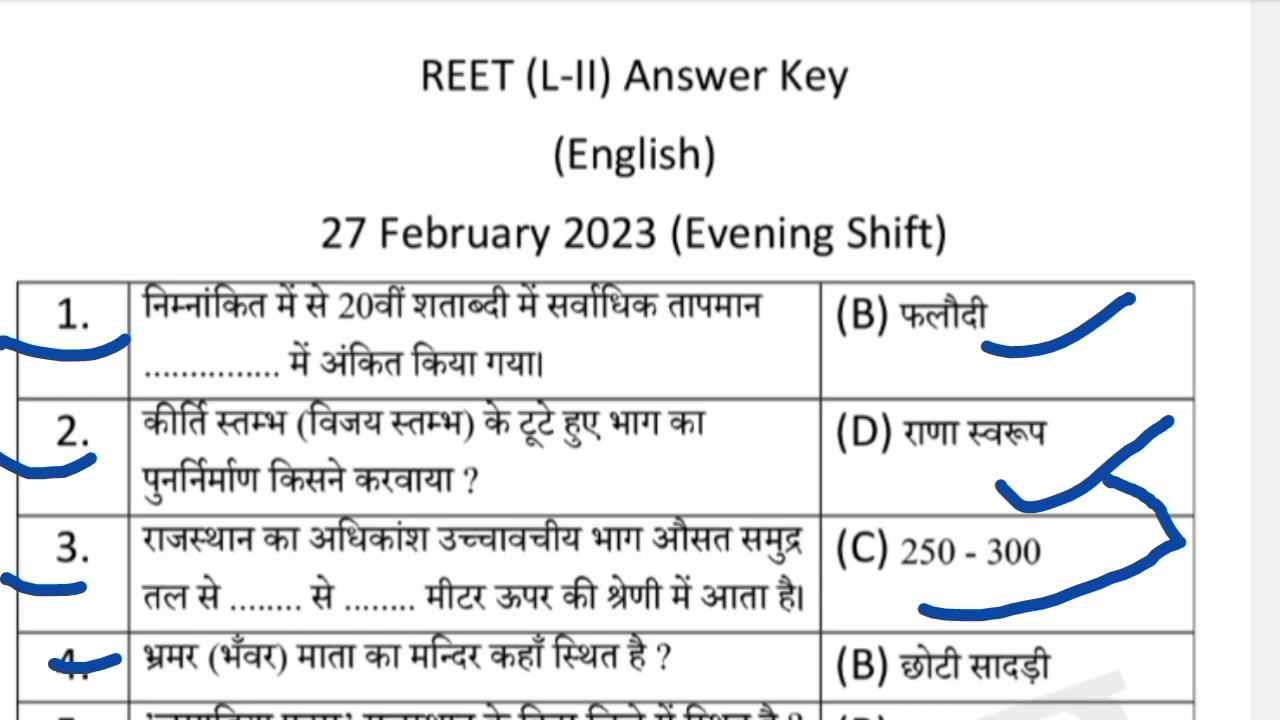 REET (L-II) Answer Key
(English)
27 February 2023 (Evening Shift)
1. निम्नांकित में से 20वीं शताब्दी में सर्वाधिक तापमान (B) फलौदी
............... में अंकित किया गया।
2. कीर्ति स्तम्भ (विजय स्तम्भ) के टूटे हुए भाग का (D) राणा स्वरूप
पुनर्निर्माण किसने करवाया ?
3. राजस्थान का अधिकांश उच्चावचीय भाग औसत समुद्र (C) 250 - 300
तल से ........ से ........ मीटर ऊपर की श्रेणी में आता है।
4. भ्रमर (भँवर) माता का मन्दिर कहाँ स्थित है ? (B) छोटी सादड़ी